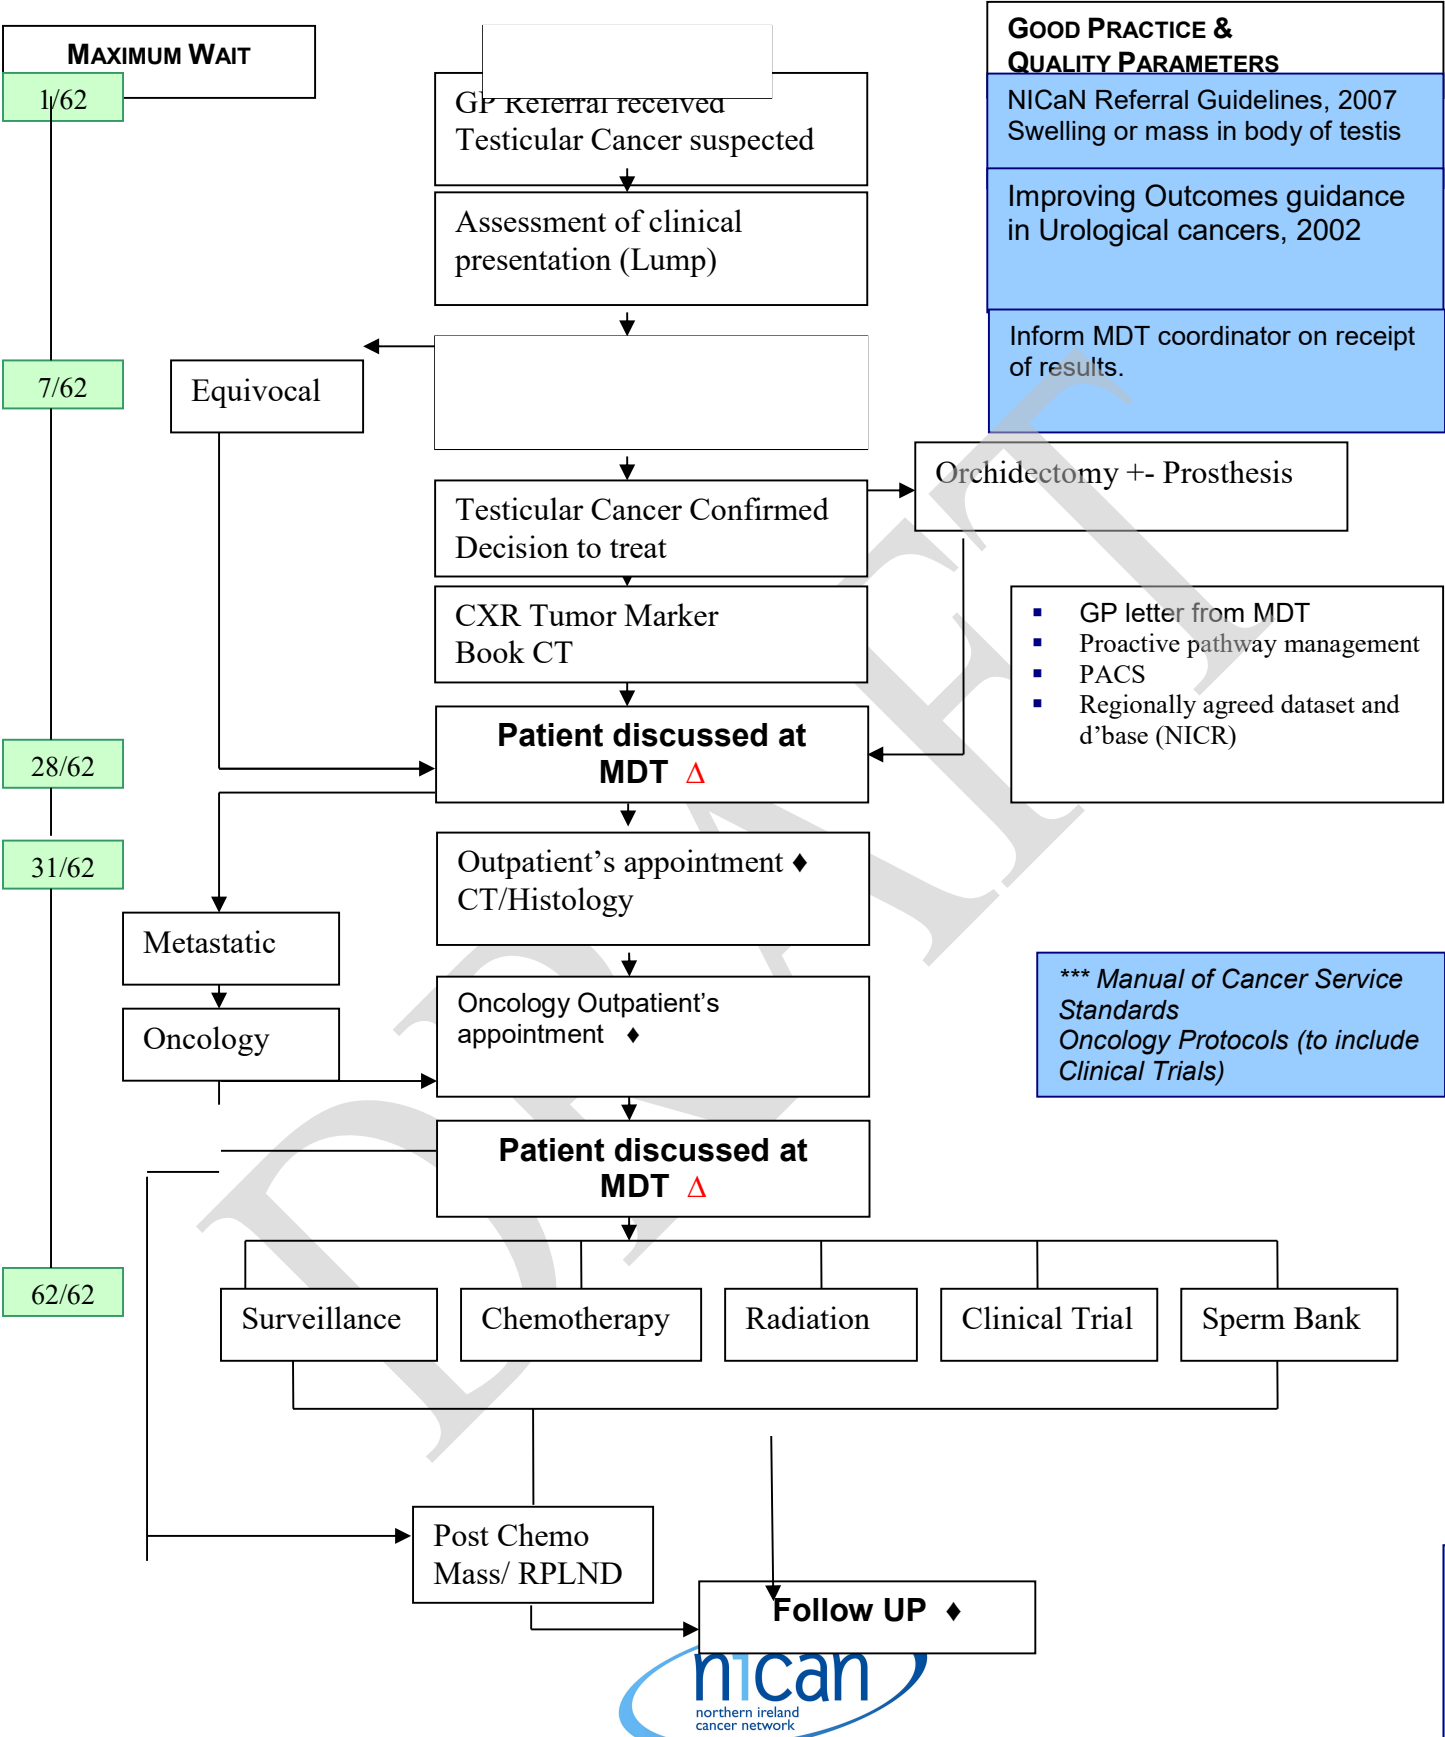 MAXIMUM WAIT
GOOD PRACTICE &
QUALITY PARAMETERS
1/62
GP Referral received
Testicular Cancer suspected
NICaN Referral Guidelines, 2007
Swelling or mass in body of testis
Assessment of clinical
presentation (Lump)
Improving Outcomes guidance
in Urological cancers, 2002
Inform MDT coordinator on receipt
of results.
7/62
Equivocal
Orchidectomy +- Prosthesis
Testicular Cancer Confirmed
Decision to treat
CXR Tumor Marker
Book CT
▪ GP letter from MDT
▪ Proactive pathway management
▪ PACS
▪ Regionally agreed dataset and
d’base (NICR)
Patient discussed at
MDT Δ
28/62
31/62
Outpatient’s appointment ♦
CT/Histology
Metastatic
Oncology
Oncology Outpatient’s
appointment ♦
*** Manual of Cancer Service
Standards
Oncology Protocols (to include
Clinical Trials)
Patient discussed at
MDT Δ
62/62
Surveillance
Chemotherapy
Radiation
Clinical Trial
Sperm Bank
Post Chemo
Mass/ RPLND
Follow UP ♦
DRAFT
nican
northern ireland
cancer network